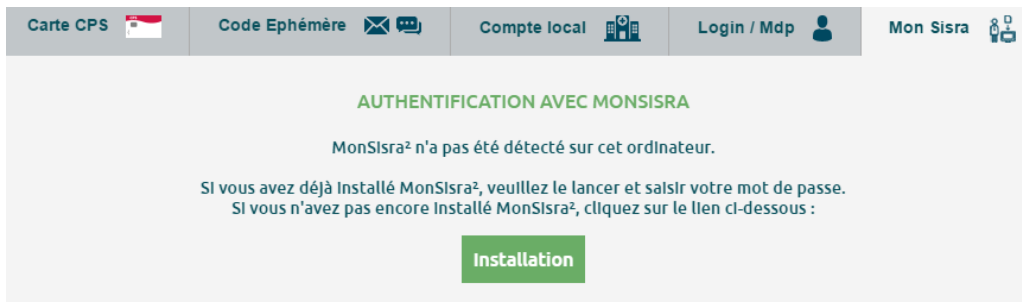 Carte CPS
Code Ephémère
Compte local
Login / Mdp
Mon Sisra
AUTHENTIFICATION AVEC MONSISRA
MonSisra² n'a pas été détecté sur cet ordinateur.
Si vous avez déjà installé MonSisra², veuillez le lancer et saisir votre mot de passe.
Si vous n'avez pas encore installé MonSisra², cliquez sur le lien ci-dessous :
Installation